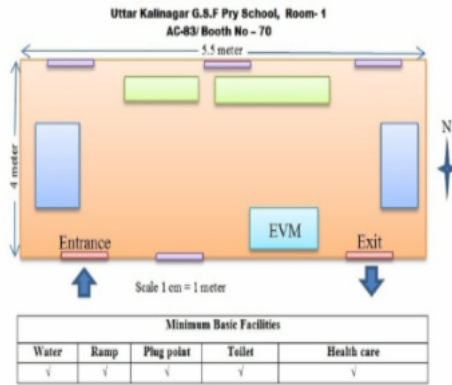 Uttar Kalinagar G.S.F Pry School, Room- 1
AC-83/ Booth No – 70
5.5 meter
4 meter
N
EVM
Entrance
Exit
Scale 1 cm = 1 meter
Minimum Basic Facilities
Water Ramp Plug point Toilet Health care
√ √ √ √ √